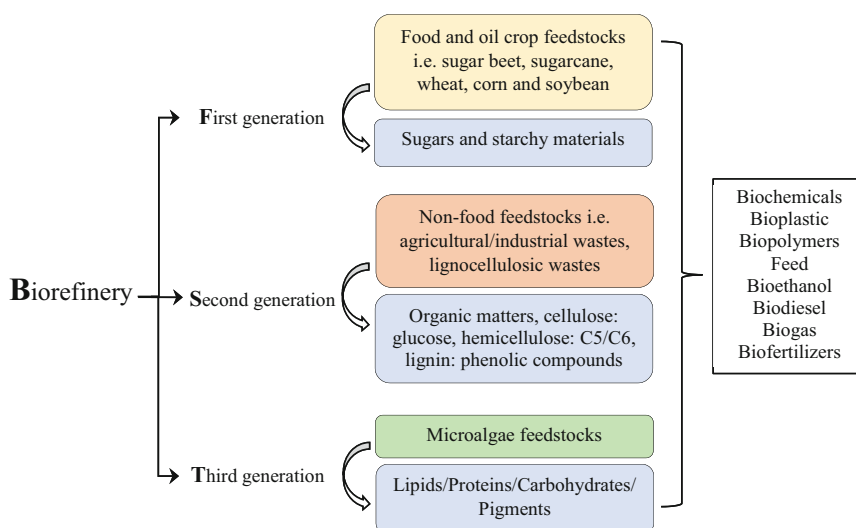 Biorefinery
First generation
Food and oil crop feedstocks
i.e. sugar beet, sugarcane,
wheat, corn and soybean
Sugars and starchy materials
Second generation
Non-food feedstocks i.e.
agricultural/industrial wastes,
lignocellulosic wastes
Organic matters, cellulose:
glucose, hemicellulose: C5/C6,
lignin: phenolic compounds
Third generation
Microalgae feedstocks
Lipids/Proteins/Carbohydrates/
Pigments
Biochemicals
Bioplastic
Biopolymers
Feed
Bioethanol
Biodiesel
Biogas
Biofertilizers